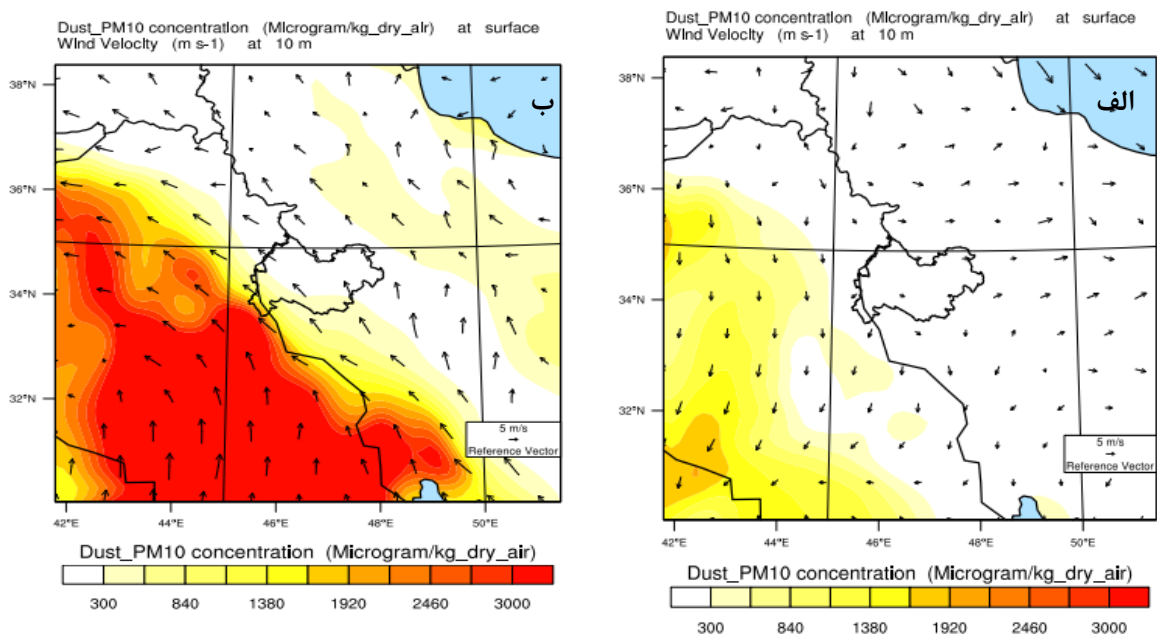 Dust_PM10 concentration (Microgram/kg_dry_air) at surface
Wind Velocity (m s-1) at 10 m
38°N
36°N
34°N
32°N
ب
5 m/s
Reference Vector
42°E 44°E 46°E 48°E 50°E
Dust_PM10 concentration (Microgram/kg_dry_air)
300 840 1380 1920 2460 3000
Dust_PM10 concentration (Microgram/kg_dry_air) at surface
Wind Velocity (m s-1) at 10 m
38°N
36°N
34°N
32°N
الف
5 m/s
Reference Vector
42°E 44°E 46°E 48°E 50°E
Dust_PM10 concentration (Microgram/kg_dry_air)
300 840 1380 1920 2460 3000